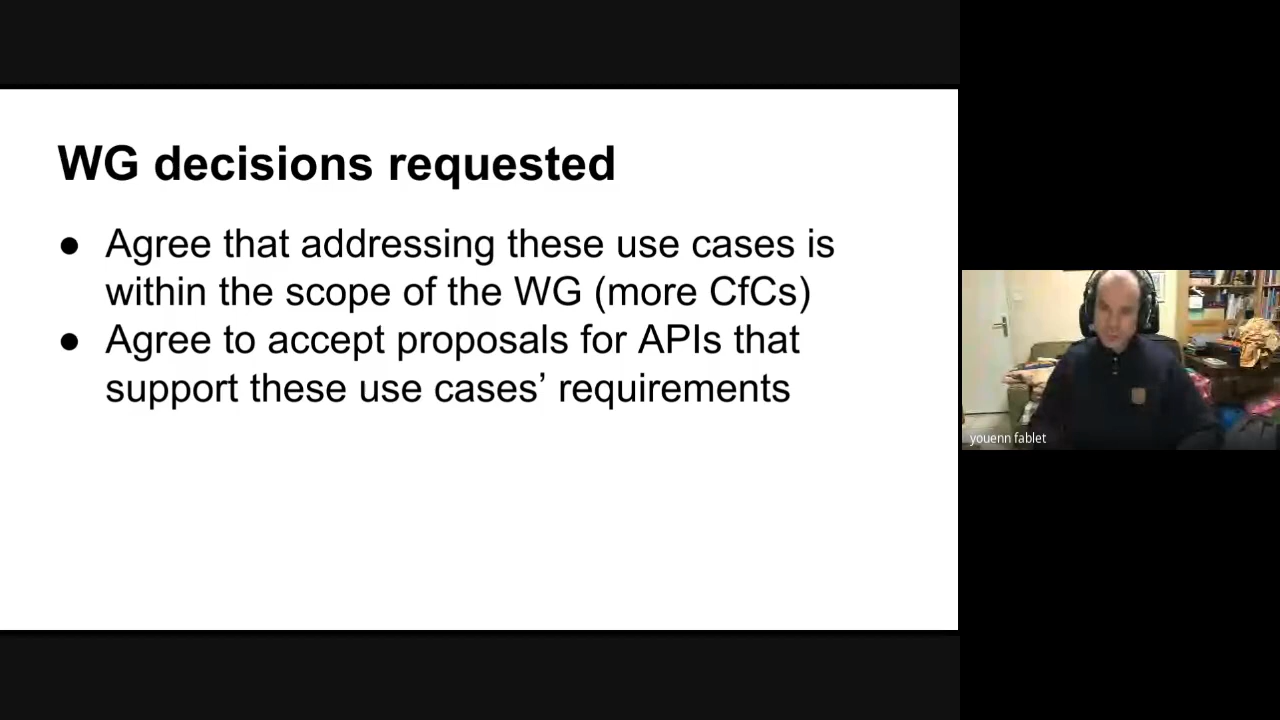 WG decisions requested
● Agree that addressing these use cases is
within the scope of the WG (more CfCs)
● Agree to accept proposals for APIs that
support these use cases’ requirements
youenn fablet